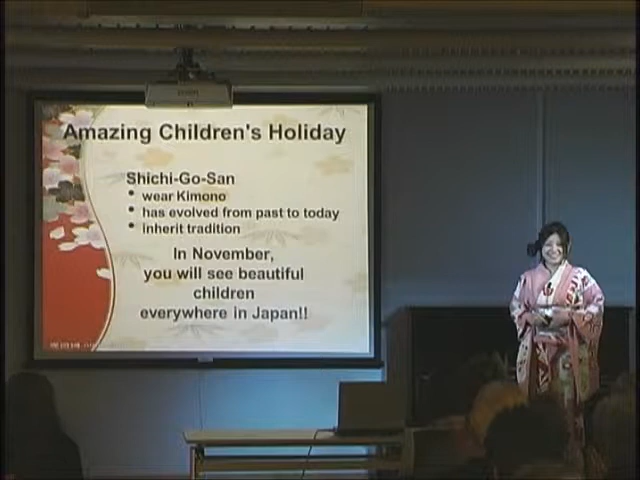 Amazing Children's Holiday
Shichi-Go-San
• wear Kimono
• has evolved from past to today
• inherit tradition
In November,
you will see beautiful
children
everywhere in Japan!!